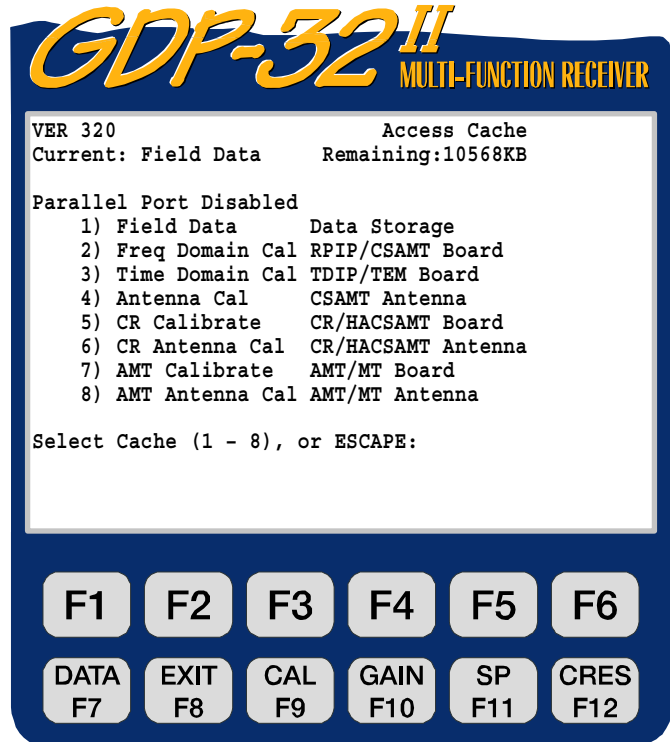 GDP-32 II
MULTI-FUNCTION RECEIVER
VER 320 Access Cache
Current: Field Data Remaining:10568KB
Parallel Port Disabled
1) Field Data Data Storage
2) Freq Domain Cal RPIP/CSAMT Board
3) Time Domain Cal TDIP/TEM Board
4) Antenna Cal CSAMT Antenna
5) CR Calibrate CR/HACSAMT Board
6) CR Antenna Cal CR/HACSAMT Antenna
7) AMT Calibrate AMT/MT Board
8) AMT Antenna Cal AMT/MT Antenna
Select Cache (1 – 8), or ESCAPE:
F1 F2 F3 F4 F5 F6
DATA EXIT CAL GAIN SP CRES
F7 F8 F9 F10 F11 F12